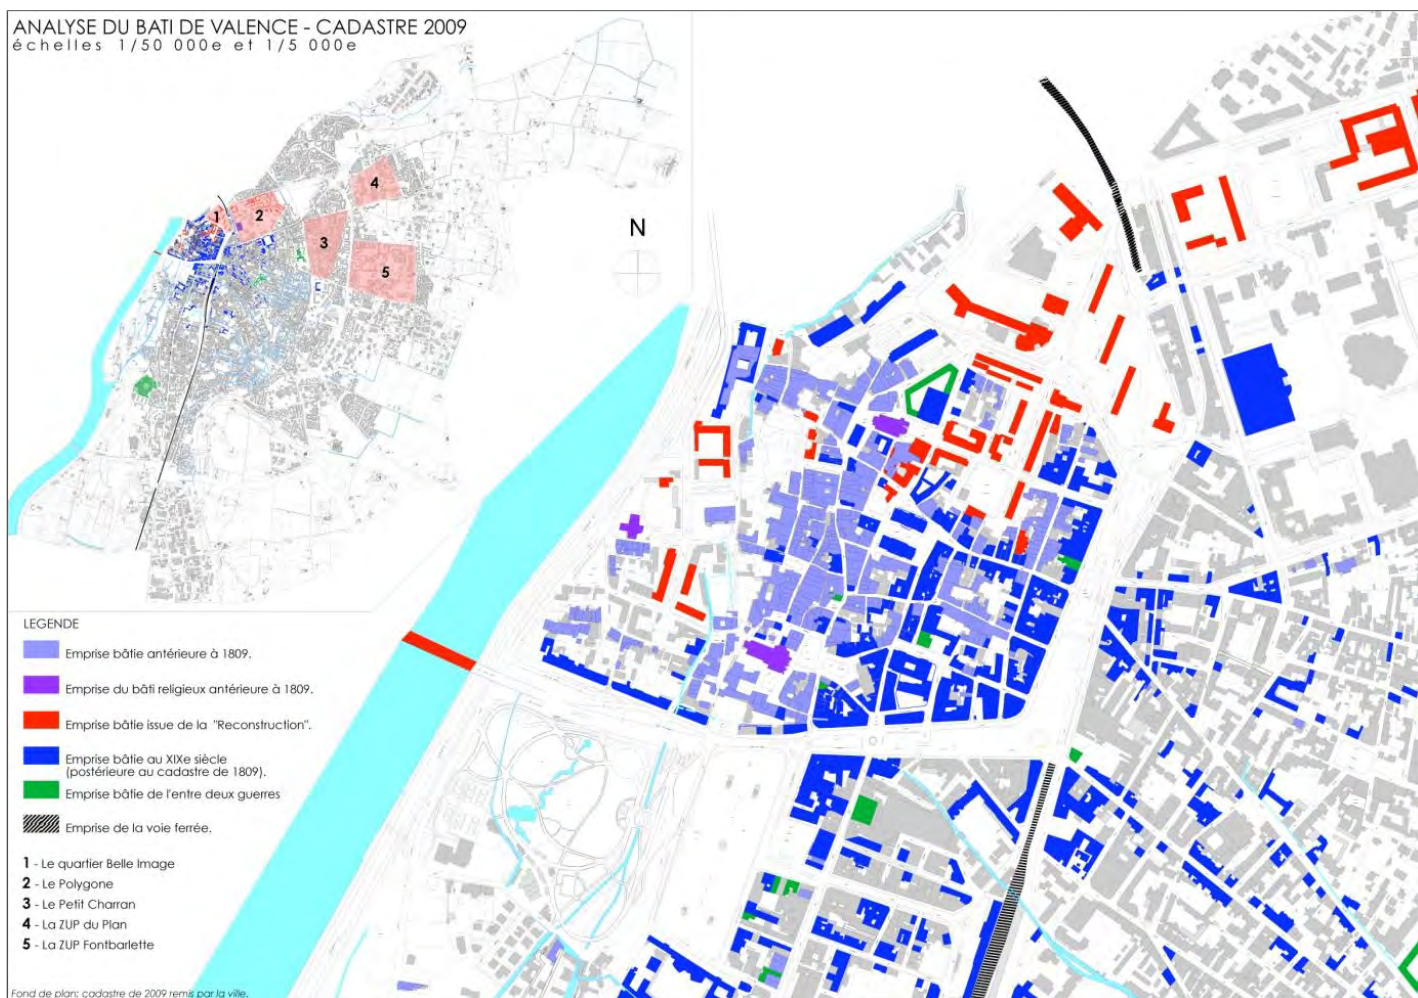 ANALYSE DU BATI DE VALENCE - CADASTRE 2009
échelles 1/50 000e et 1/5 000e
1
2
3
4
5
N
LEGENDE
Emprise bâtie antérieure à 1809.
Emprise du bâti religieux antérieure à 1809.
Emprise bâtie issue de la "Reconstruction".
Emprise bâtie au XIXe siècle
(postérieure au cadastre de 1809).
Emprise bâtie de l'entre deux guerres
Emprise de la voie ferrée.
1 - Le quartier Belle Image
2 - Le Polygone
3 - Le Petit Charran
4 - La ZUP du Plan
5 - La ZUP Fontbarlette
Fond de plan: cadastre de 2009 remis par la ville.